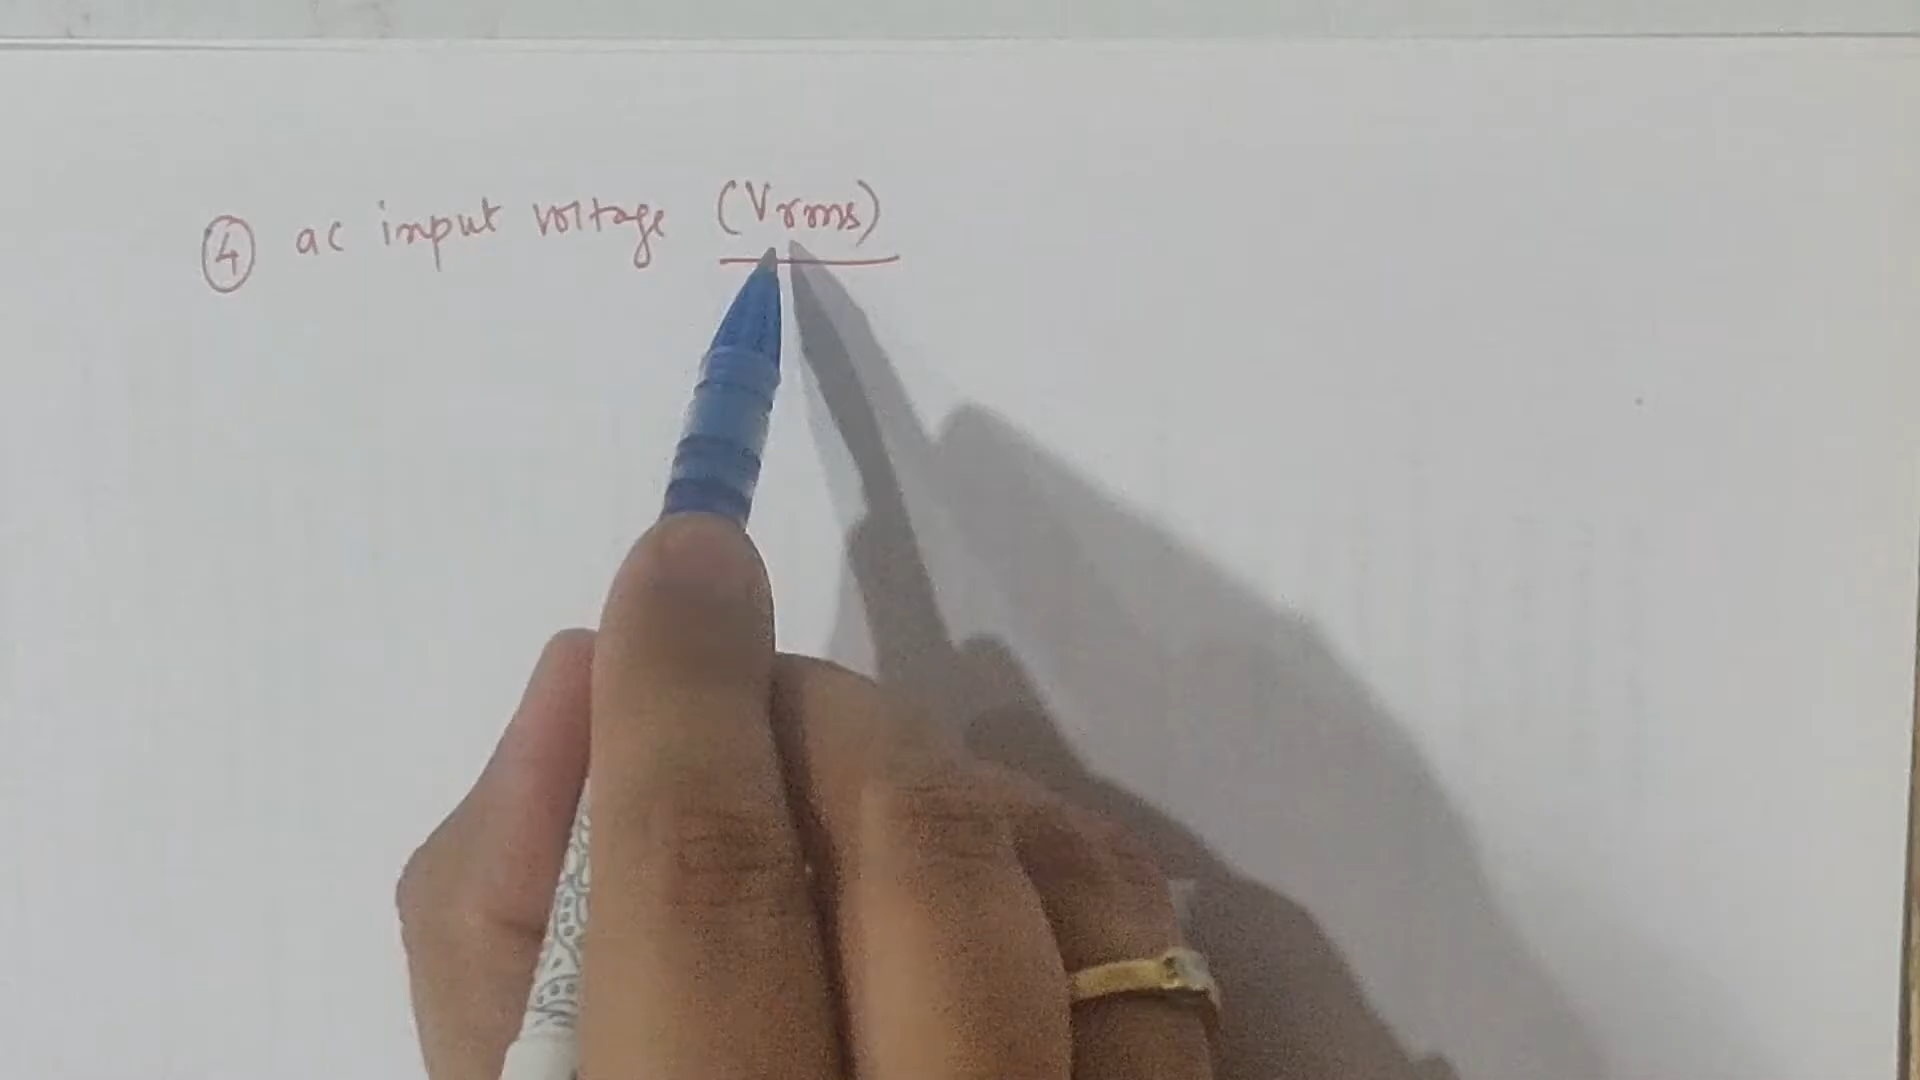 ④ ac input voltage (Vrms)